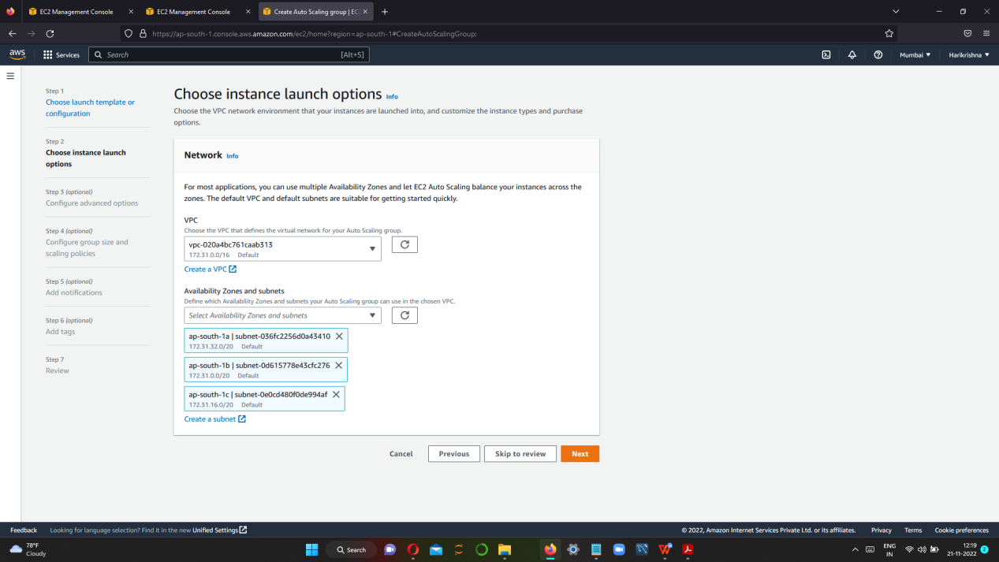 EC2 Management Console
EC2 Management Console
Create Auto Scaling group | EC2
https://ap-south-1.console.aws.amazon.com/ec2/home?region=ap-south-1#CreateAutoScalingGroup:
aws
Services
Search
[Alt+S]
Mumbai
Harikrishna
Step 1
Choose launch template or
configuration
Step 2
Choose instance launch
options
Step 3 (optional)
Configure advanced options
Step 4 (optional)
Configure group size and
scaling policies
Step 5 (optional)
Add notifications
Step 6 (optional)
Add tags
Step 7
Review
Choose instance launch options Info
Choose the VPC network environment that your instances are launched into, and customize the instance types and purchase
options.
Network Info
For most applications, you can use multiple Availability Zones and let EC2 Auto Scaling balance your instances across the
zones. The default VPC and default subnets are suitable for getting started quickly.
VPC
Choose the VPC that defines the virtual network for your Auto Scaling group.
vpc-020a4bc761caab313
172.31.0.0/16 Default
Create a VPC
Availability Zones and subnets
Define which Availability Zones and subnets your Auto Scaling group can use in the chosen VPC.
Select Availability Zones and subnets
ap-south-1a | subnet-036fc2256d0a43410
172.31.32.0/20 Default
ap-south-1b | subnet-0d615778e43cfc276
172.31.0.0/20 Default
ap-south-1c | subnet-0e0cd480f0de994af
172.31.16.0/20 Default
Create a subnet
Cancel
Previous
Skip to review
Next
Feedback
Looking for language selection? Find it in the new Unified Settings
© 2022, Amazon Internet Services Private Ltd. or its affiliates.
Privacy
Terms
Cookie preferences
78°F
Cloudy
Search
ENG
IN
12:19
21-11-2022
2